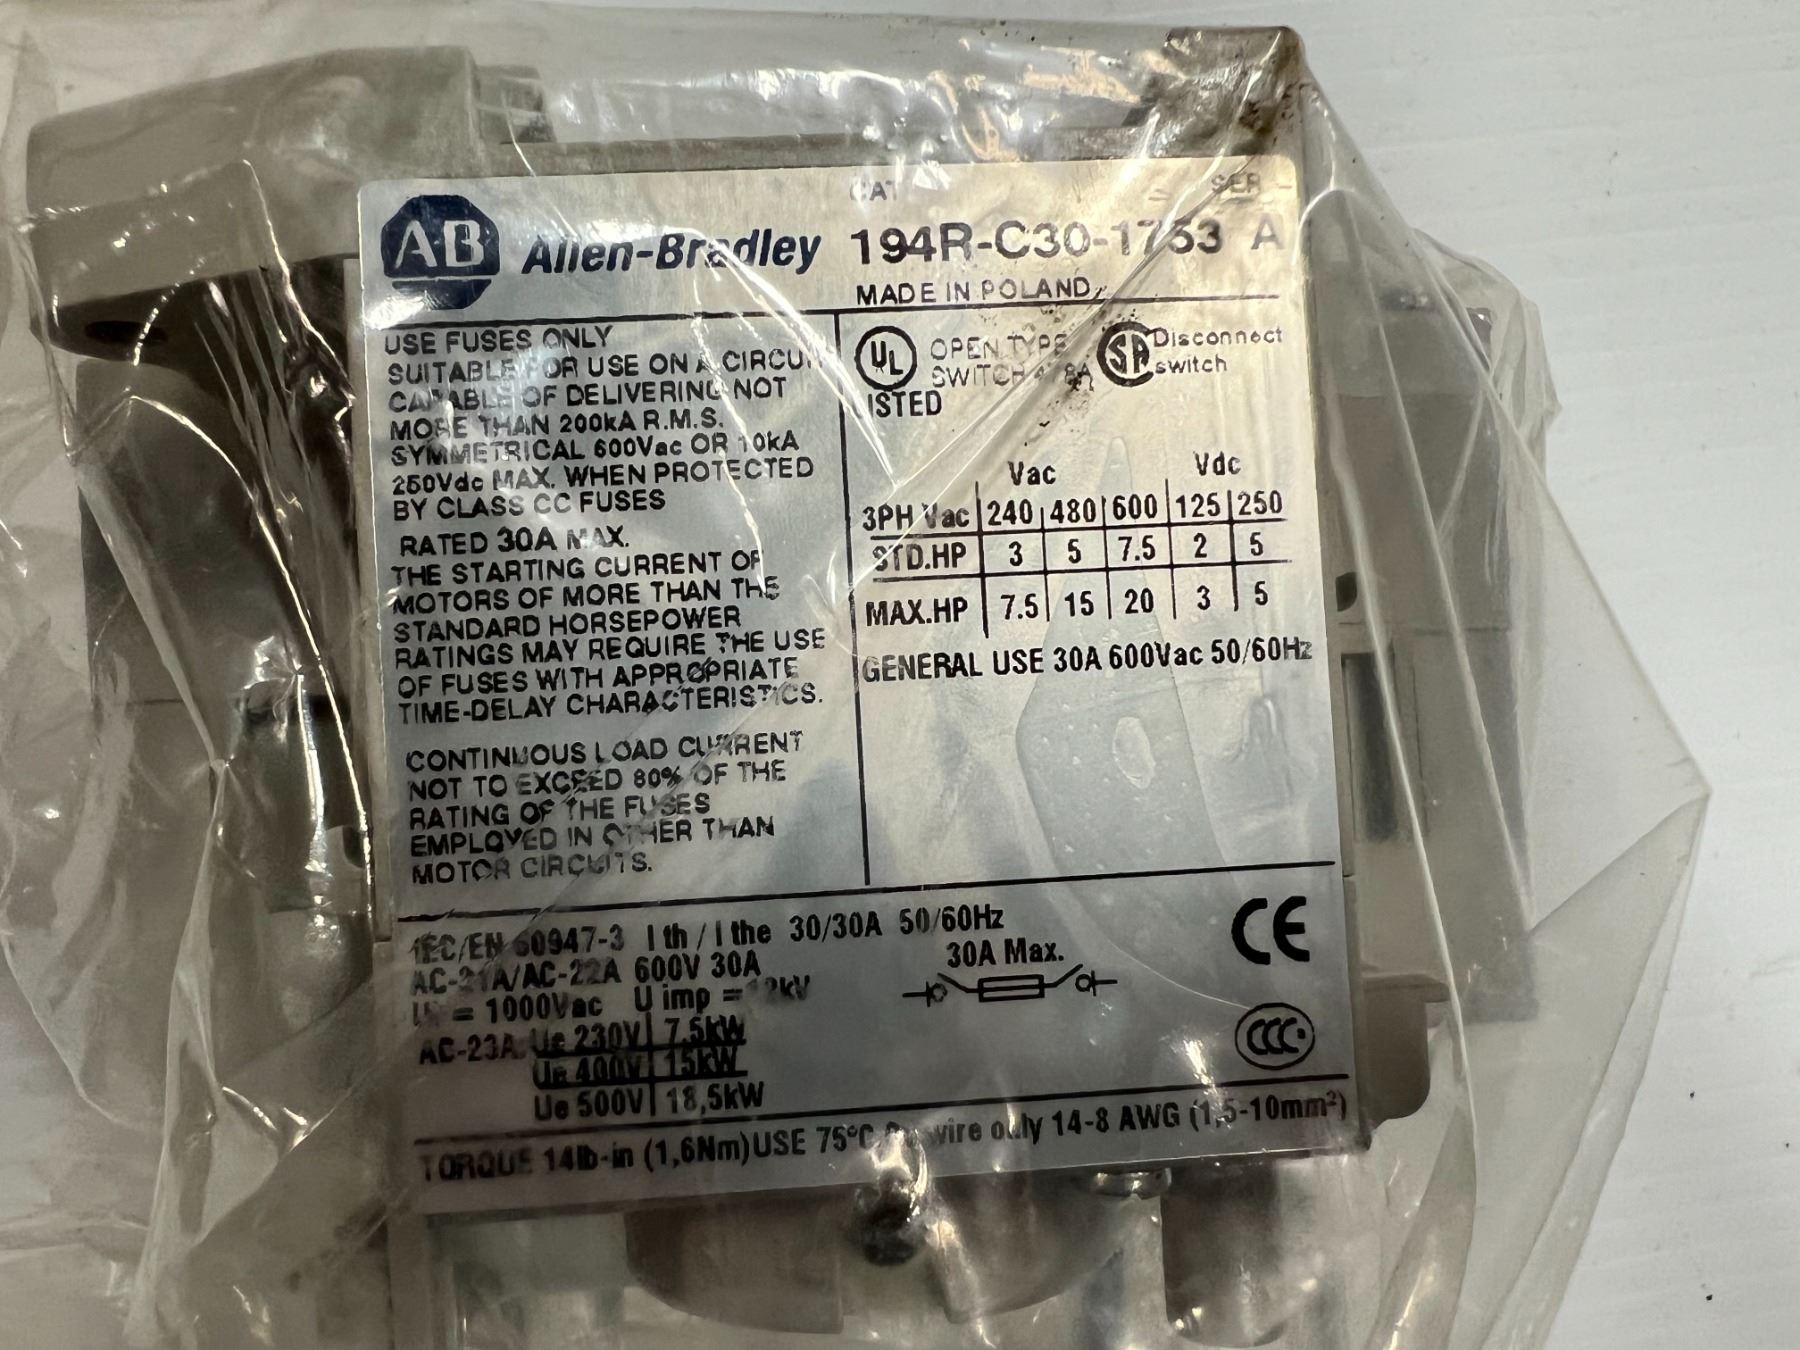 CAT SER
AB Allen-Bradley 194R-C30-1753 A
MADE IN POLAND
USE FUSES ONLY
SUITABLE FOR USE ON A CIRCUIT
CAPABLE OF DELIVERING NOT
MORE THAN 200kA R.M.S.
SYMMETRICAL 600Vac OR 10kA
250Vdc MAX. WHEN PROTECTED
BY CLASS CC FUSES
RATED 30A MAX.
THE STARTING CURRENT OF
MOTORS OF MORE THAN THE
STANDARD HORSEPOWER
RATINGS MAY REQUIRE THE USE
OF FUSES WITH APPROPRIATE
TIME-DELAY CHARACTERISTICS.
CONTINUOUS LOAD CURRENT
NOT TO EXCEED 80% OF THE
RATING OF THE FUSES
EMPLOYED IN OTHER THAN
MOTOR CIRCUITS.
UL OPEN TYPE
SWITCH
LISTED
SA Disconnect
switch
Vac Vdc
3PH Vac 240 480 600 125 250
STD.HP 3 5 7.5 2 5
MAX.HP 7.5 15 20 3 5
GENERAL USE 30A 600Vac 50/60Hz
IEC/EN 60947-3 I th / I the 30/30A 50/60Hz
AC-21A/AC-22A 600V 30A
= 1000Vac U imp = 12kV
AC-23A Ue 230V 7.5kW
Ue 400V 15kW
Ue 500V 18,5kW
30A Max.
CE
CCC
TORQUE 14lb-in (1,6Nm) USE 75°C wire only 14-8 AWG (1,5-10mm²)